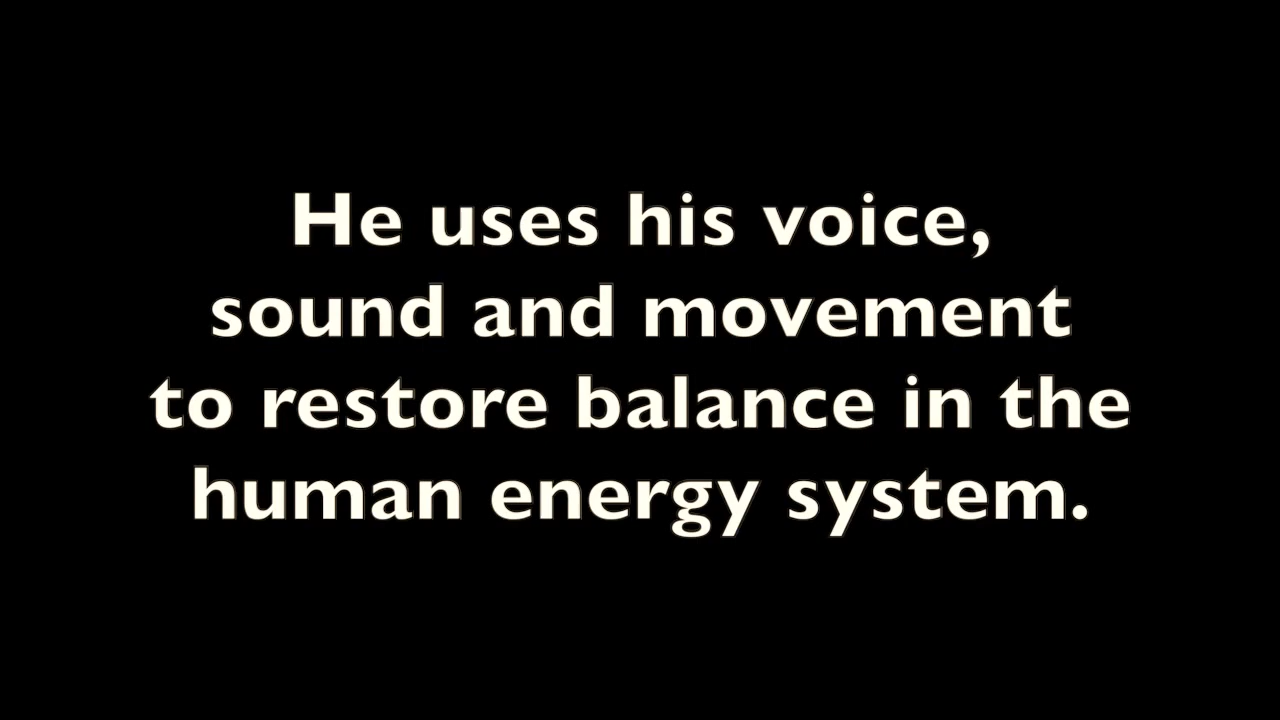 He uses his voice,
sound and movement
to restore balance in the
human energy system.